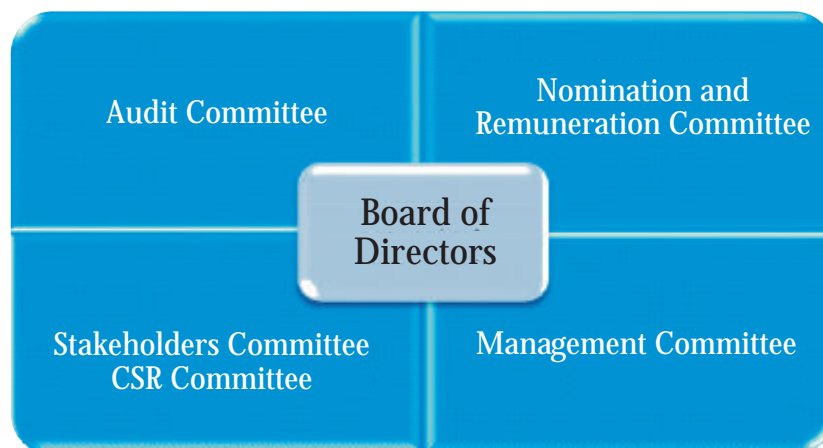 Audit Committee
Nomination and
Remuneration Committee
Board of
Directors
Stakeholders Committee
CSR Committee
Management Committee